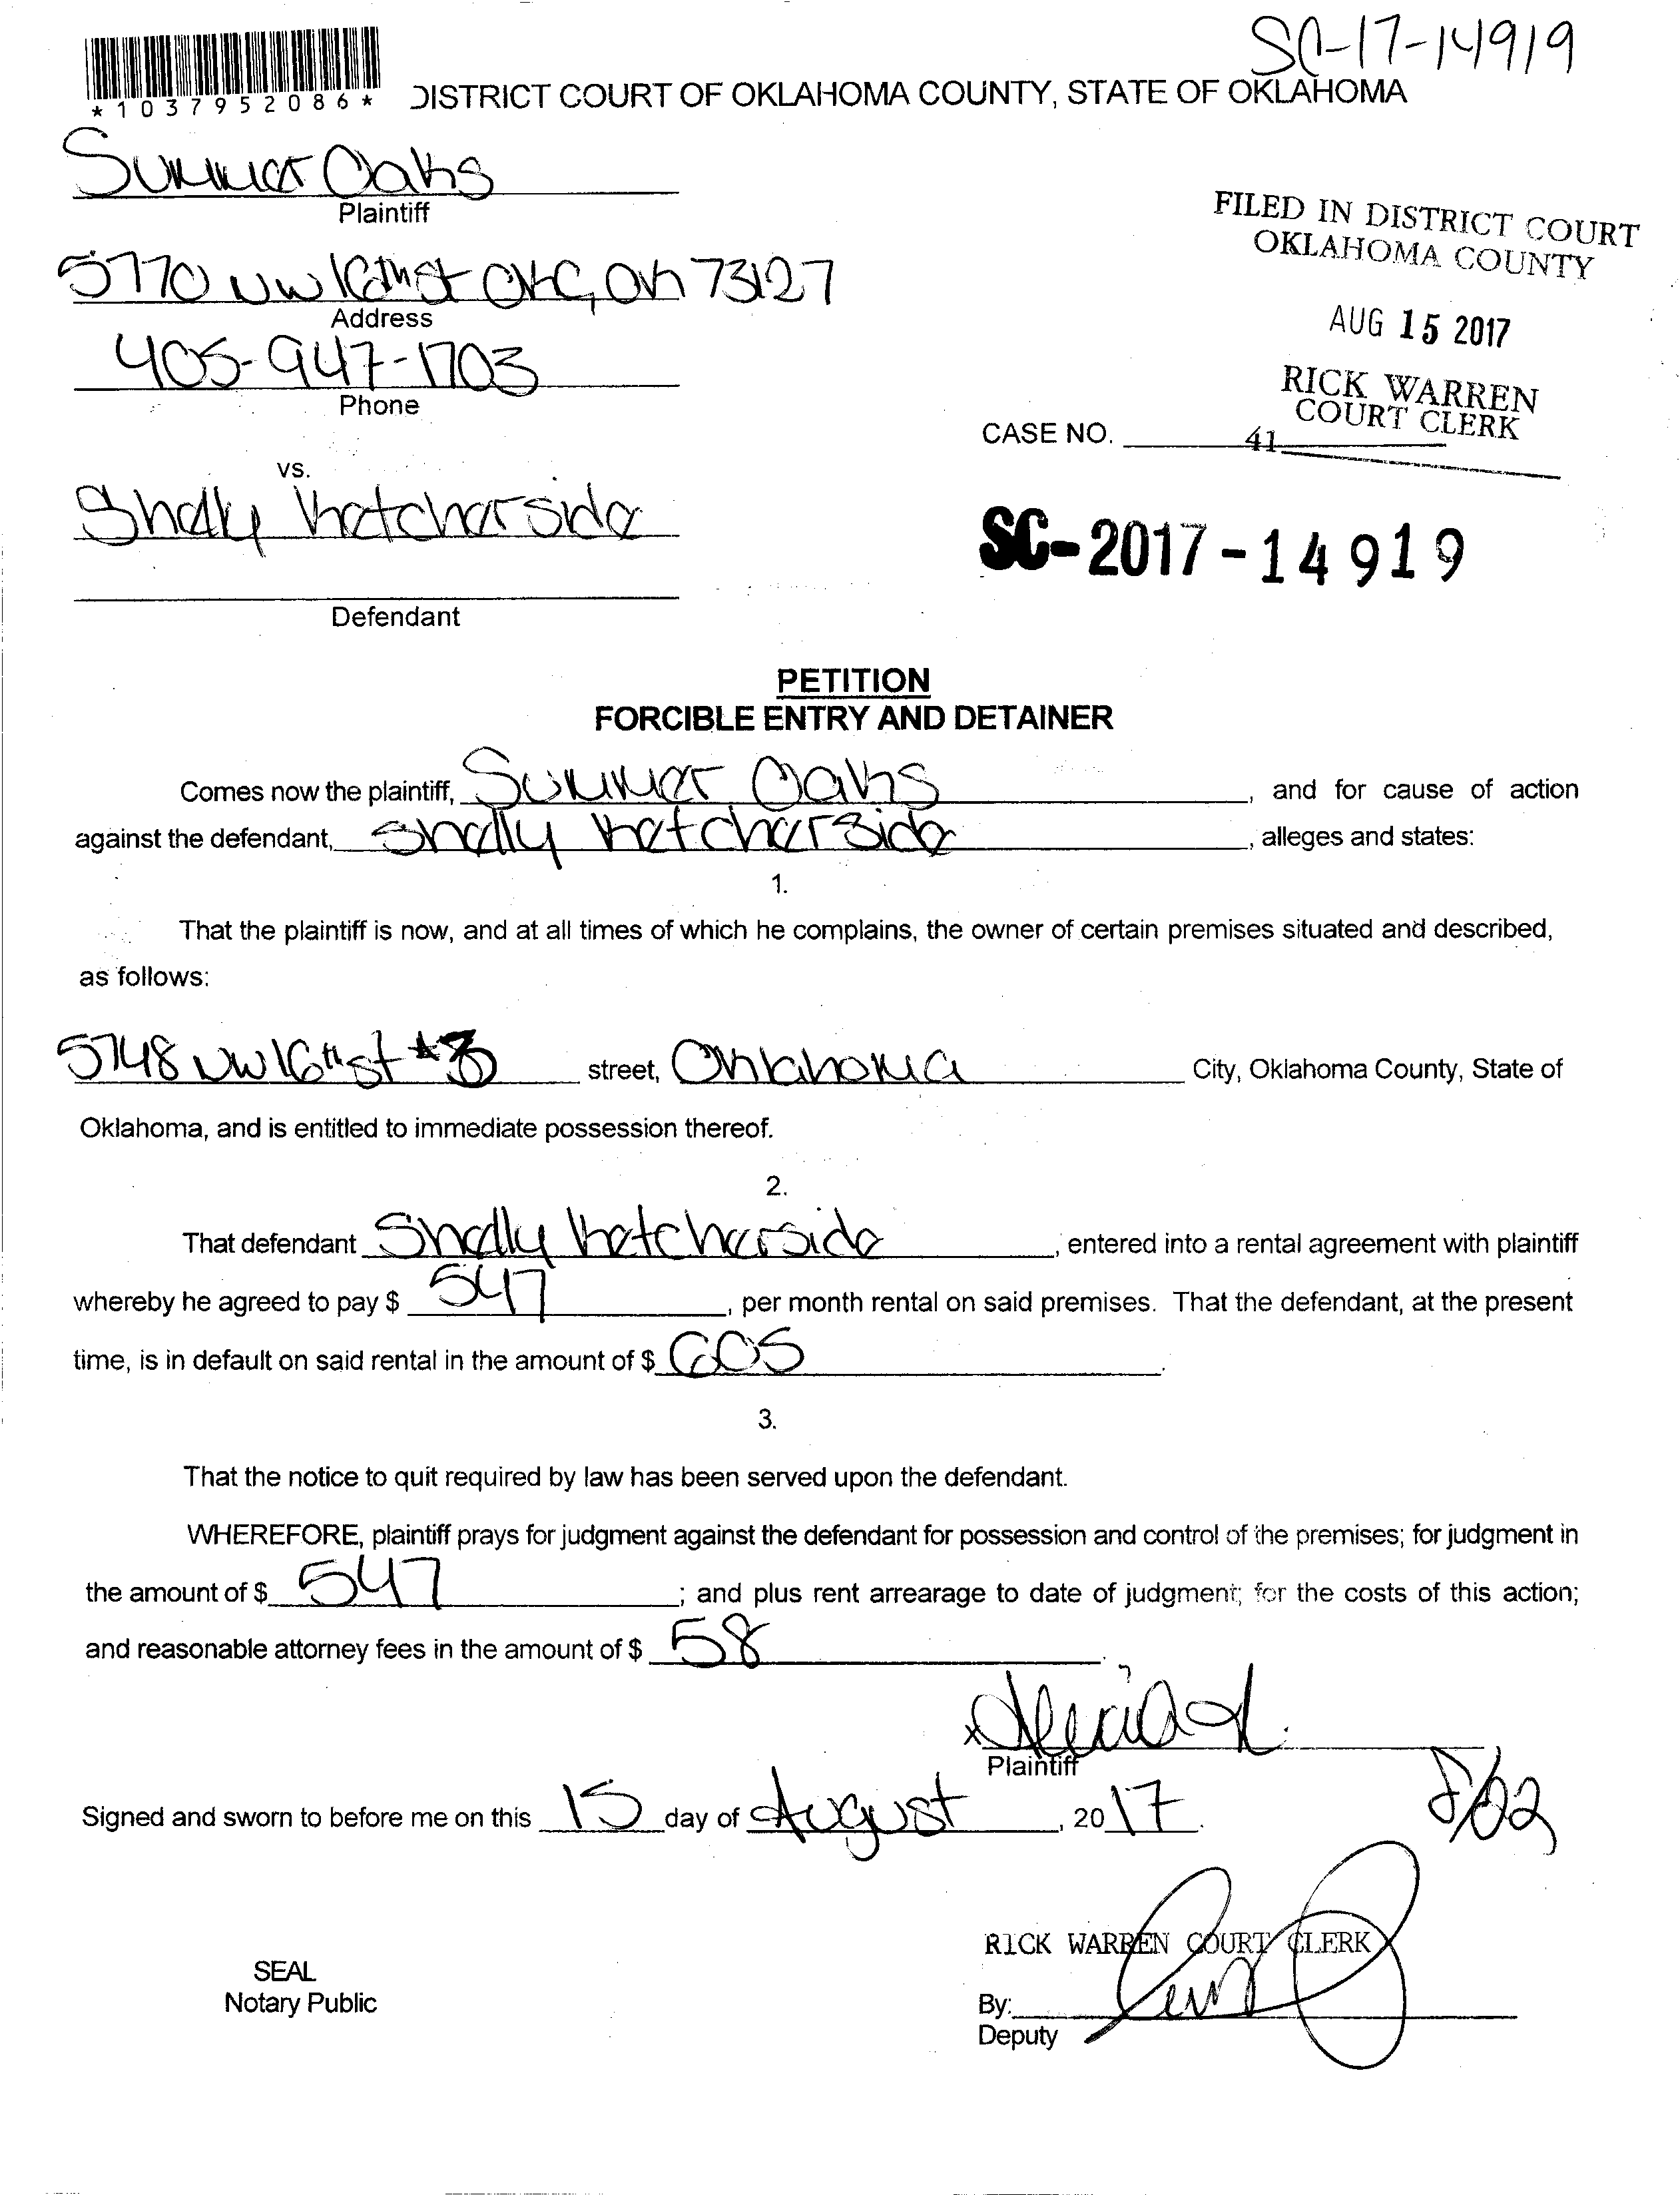 SC-17-14919
*1037952086*
DISTRICT COURT OF OKLAHOMA COUNTY, STATE OF OKLAHOMA
Summer Oaks
Plaintiff
5770 NW 16th St OKC, OK 73127
Address
405-947-1703
Phone
FILED IN DISTRICT COURT
OKLAHOMA COUNTY
AUG 15 2017
RICK WARREN
COURT CLERK
CASE NO.
41
vs.
Shelly Ketcherside
Defendant
SC-2017-14919
PETITION
FORCIBLE ENTRY AND DETAINER
Comes now the plaintiff, Summer Oaks, and for cause of action
against the defendant, Shelly Ketcherside, alleges and states:
1.
That the plaintiff is now, and at all times of which he complains, the owner of certain premises situated and described,
as follows:
5748 NW 16th St #3 street, Oklahoma City, Oklahoma County, State of
Oklahoma, and is entitled to immediate possession thereof.
2.
That defendant Shelly Ketcherside, entered into a rental agreement with plaintiff
whereby he agreed to pay $ 547, per month rental on said premises. That the defendant, at the present
time, is in default on said rental in the amount of $ 605.
3.
That the notice to quit required by law has been served upon the defendant.
WHEREFORE, plaintiff prays for judgment against the defendant for possession and control of the premises; for judgment in
the amount of $ 547; and plus rent arrearage to date of judgment; for the costs of this action;
and reasonable attorney fees in the amount of $ 58.
x
Plaintiff
Signed and sworn to before me on this 15 day of August, 2017.
8/22
RICK WARREN COURT CLERK
SEAL
Notary Public
By:
Deputy